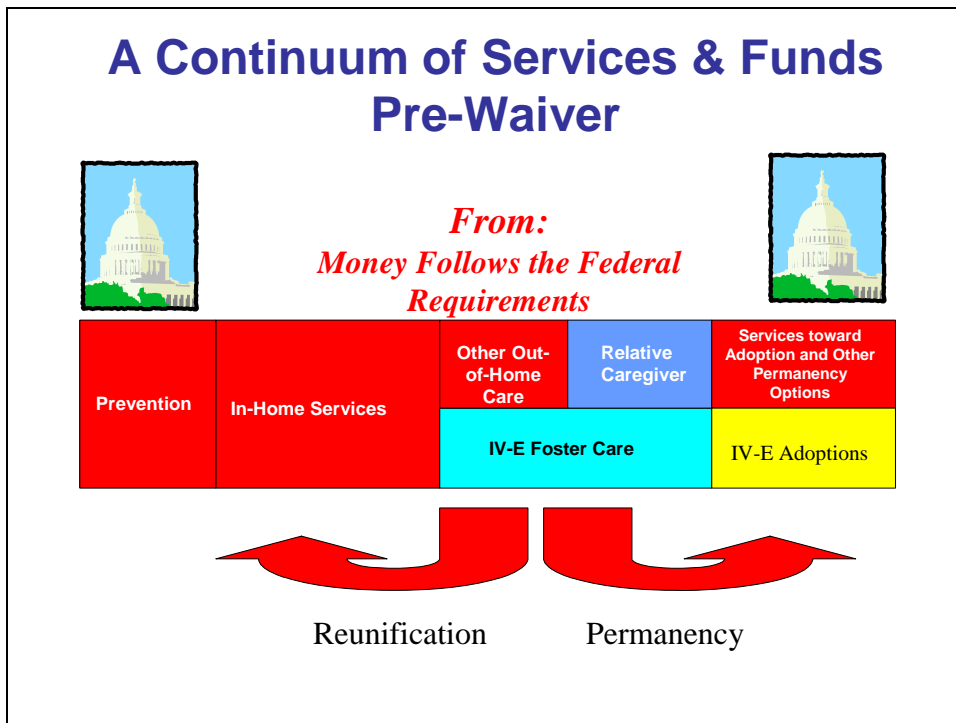 A Continuum of Services & Funds
Pre-Waiver
From:
Money Follows the Federal
Requirements
Prevention
In-Home Services
Other Out-
of-Home
Care
Relative
Caregiver
Services toward
Adoption and Other
Permanency
Options
IV-E Foster Care
IV-E Adoptions
Reunification
Permanency